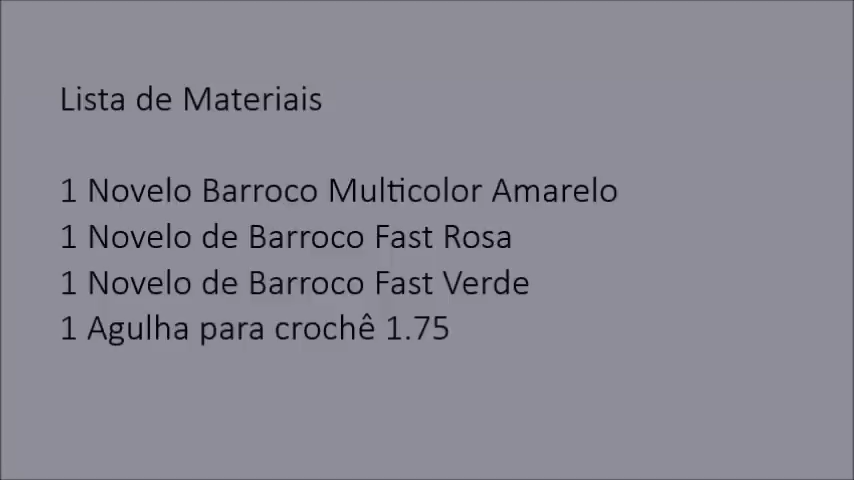 Lista de Materiais
1 Novelo Barroco Multicolor Amarelo
1 Novelo de Barroco Fast Rosa
1 Novelo de Barroco Fast Verde
1 Agulha para crochê 1.75